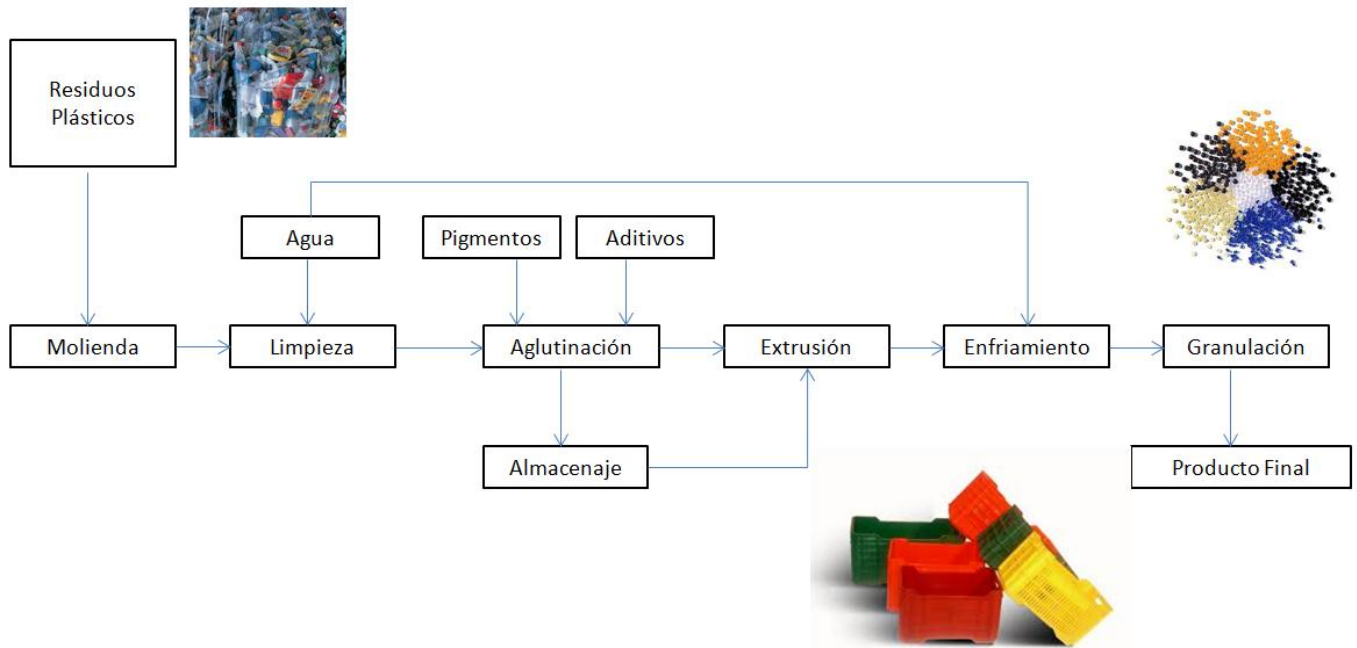 Residuos
Plásticos
Agua
Pigmentos
Aditivos
Molienda
Limpieza
Aglutinación
Extrusión
Enfriamiento
Granulación
Almacenaje
Producto Final